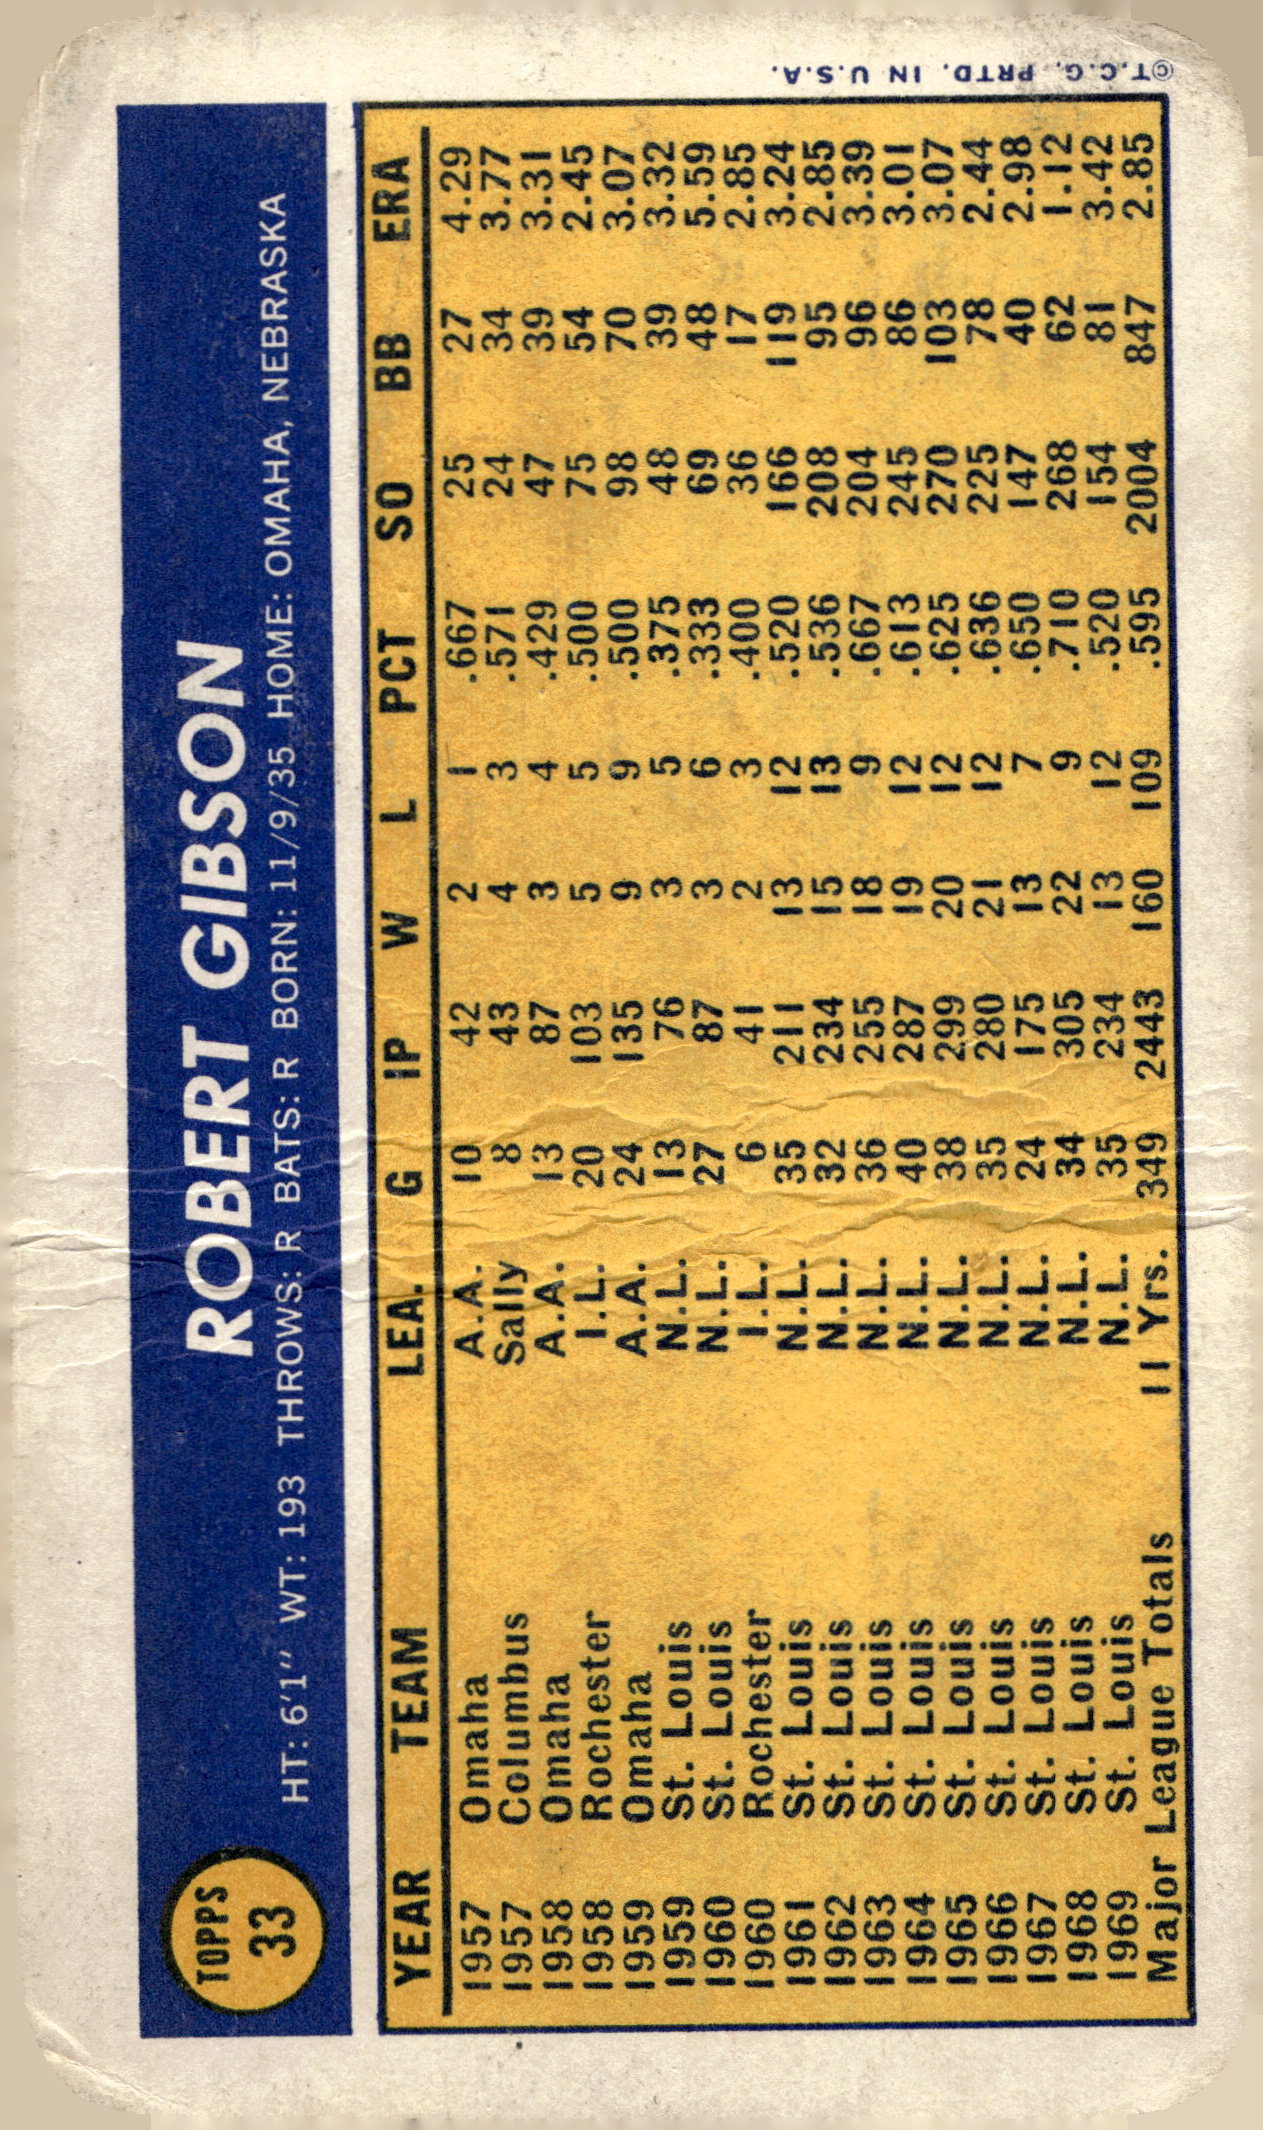 TOPPS
33
ROBERT GIBSON
HT: 6'1" WT: 193 THROWS: R BATS: R BORN: 11/9/35 HOME: OMAHA, NEBRASKA
YEAR TEAM LEA. G IP W L PCT SO BB ERA
1957 Omaha A.A. 10 42 2 1 .667 25 27 4.29
1957 Columbus Sally 8 43 4 3 .571 24 34 3.77
1958 Omaha A.A. 13 87 3 4 .429 47 39 3.31
1958 Rochester I.L. 20 103 5 5 .500 75 54 2.45
1959 Omaha A.A. 24 135 9 9 .500 98 70 3.07
1959 St. Louis N.L. 13 76 3 5 .375 48 39 3.32
1960 St. Louis N.L. 27 87 3 6 .333 69 48 5.59
1960 Rochester I.L. 6 41 2 3 .400 36 17 2.85
1961 St. Louis N.L. 35 211 13 12 .520 166 119 3.24
1962 St. Louis N.L. 32 234 15 13 .536 208 95 2.85
1963 St. Louis N.L. 36 255 18 9 .667 204 96 3.39
1964 St. Louis N.L. 40 287 19 12 .613 245 86 3.01
1965 St. Louis N.L. 38 299 20 12 .625 270 103 3.07
1966 St. Louis N.L. 35 280 21 12 .636 225 78 2.44
1967 St. Louis N.L. 24 175 13 7 .650 147 40 2.98
1968 St. Louis N.L. 34 305 22 9 .710 268 62 1.12
1969 St. Louis N.L. 35 234 13 12 .520 154 81 3.42
Major League Totals 11 Yrs. 349 2443 160 109 .595 2004 847 2.85
©T.C.G. PRTD. IN U.S.A.